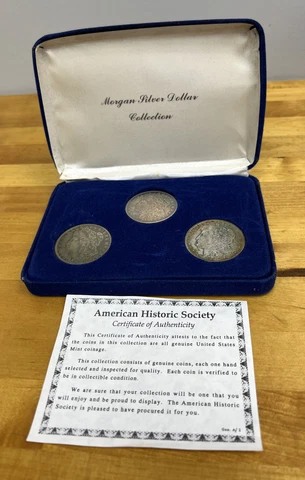 Morgan Silver Dollar
Collection
American Historic Society
Certificate of Authenticity
This Certificate of Authenticity attests to the fact that
the coins in this collection are all genuine United States
Mint coinage.
This collection consists of genuine coins, each one hand
selected and inspected for quality. Each coin is verified to
be in collectible condition.
We are sure that your collection will be one that you
will enjoy and be proud to display. The American Historic
Society is pleased to have procured it for you.